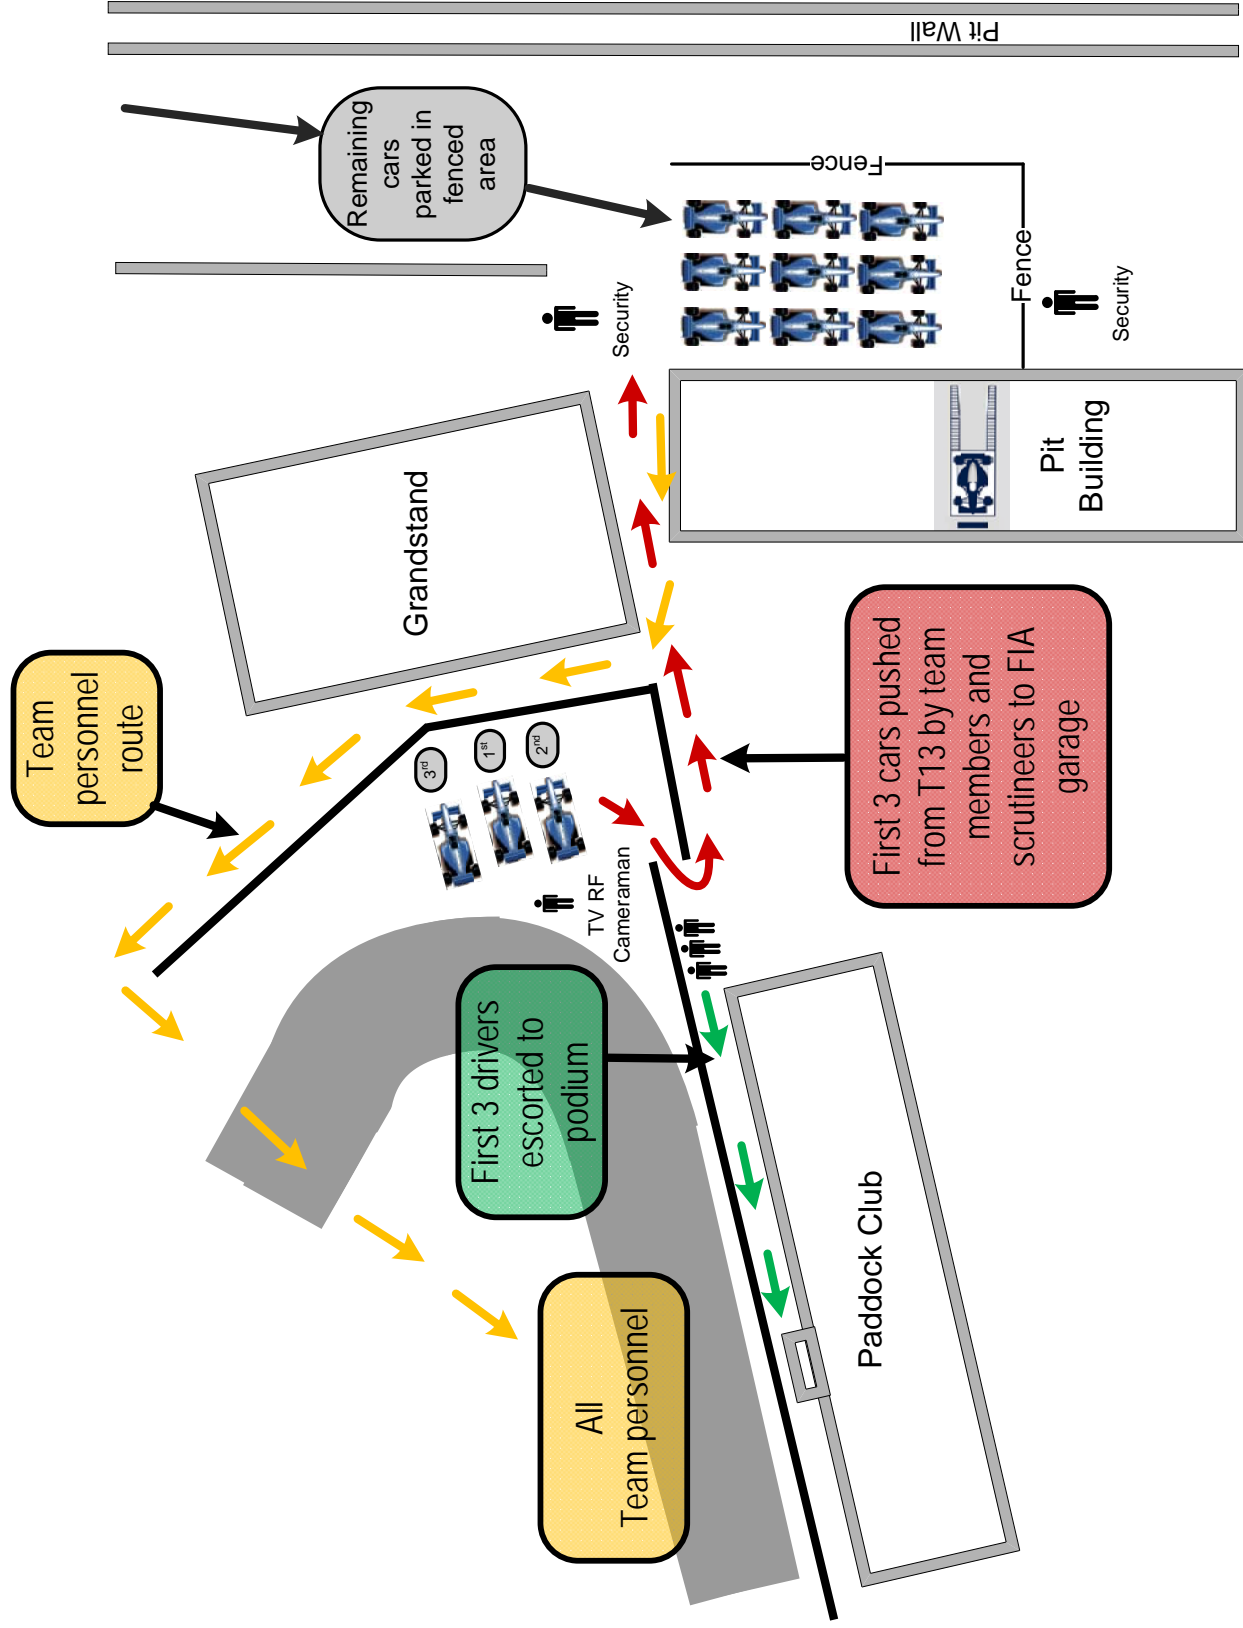 Team
personnel
route
All
Team personnel
First 3 drivers
escorted to
podium
Paddock Club
Grandstand
TV RF
Cameraman
3rd
1st
2nd
First 3 cars pushed
from T13 by team
members and
scrutineers to FIA
garage
Remaining
cars
parked in
fenced
area
Security
Pit
Building
Fence
Fence
Security
Pit Wall